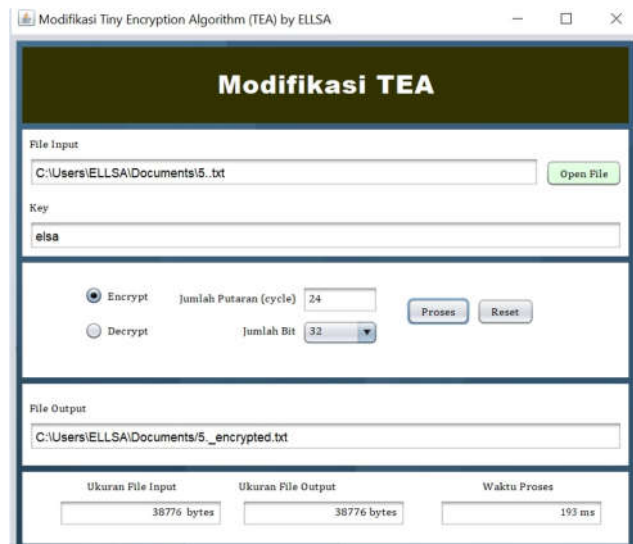 Modifikasi Tiny Encryption Algorithm (TEA) by ELLSA
Modifikasi TEA
File Input
C:\Users\ELLSA\Documents\5..txt
Open File
Key
elsa
Encrypt
Jumlah Putaran (cycle) 24
Proses
Reset
Decrypt
Jumlah Bit 32
File Output
C:\Users\ELLSA\Documents/5._encrypted.txt
Ukuran File Input
Ukuran File Output
Waktu Proses
38776 bytes
38776 bytes
193 ms